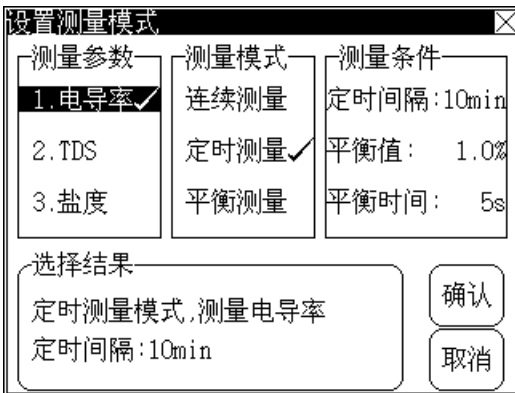 设置测量模式
测量参数
1.电导率✓
2.TDS
3.盐度
测量模式
连续测量
定时测量✓
平衡测量
测量条件
定时间隔:10min
平衡值: 1.0%
平衡时间: 5s
选择结果
定时测量模式,测量电导率
定时间隔:10min
确认
取消